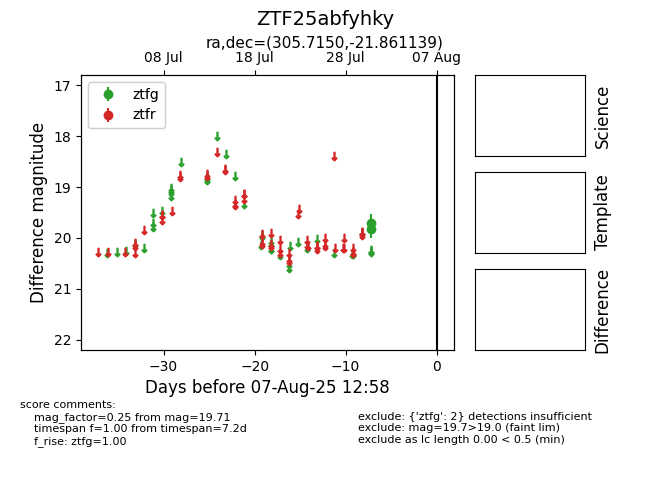 ZTF25abfyhky
ra,dec=(305.7150,-21.861139)
08 Jul 18 Jul 28 Jul 07 Aug
17
18
19
20
21
22
Difference magnitude
ztfg
ztfr
−30 −20 −10 0
Days before 07-Aug-25 12:58
Science
Template
Difference
score comments:
mag_factor=0.25 from mag=19.71
timespan f=1.00 from timespan=7.2d
f_rise: ztfg=1.00
exclude: {'ztfg': 2} detections insufficient
exclude: mag=19.7>19.0 (faint lim)
exclude as lc length 0.00 < 0.5 (min)